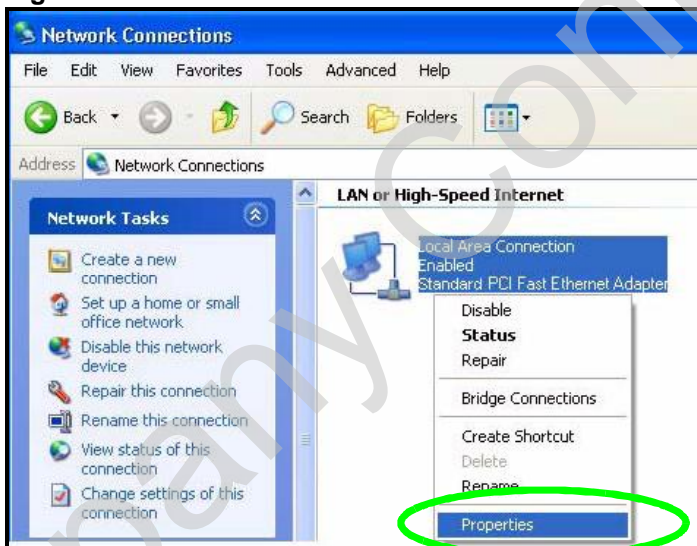 Network Connections
File Edit View Favorites Tools Advanced Help
Back Search Folders
Address Network Connections
Network Tasks
Create a new
connection
Set up a home or small
office network
Disable this network
device
Repair this connection
Rename this connection
View status of this
connection
Change settings of this
connection
LAN or High-Speed Internet
Local Area Connection
Enabled
Standard PCI Fast Ethernet Adapter
Disable
Status
Repair
Bridge Connections
Create Shortcut
Delete
Rename
Properties